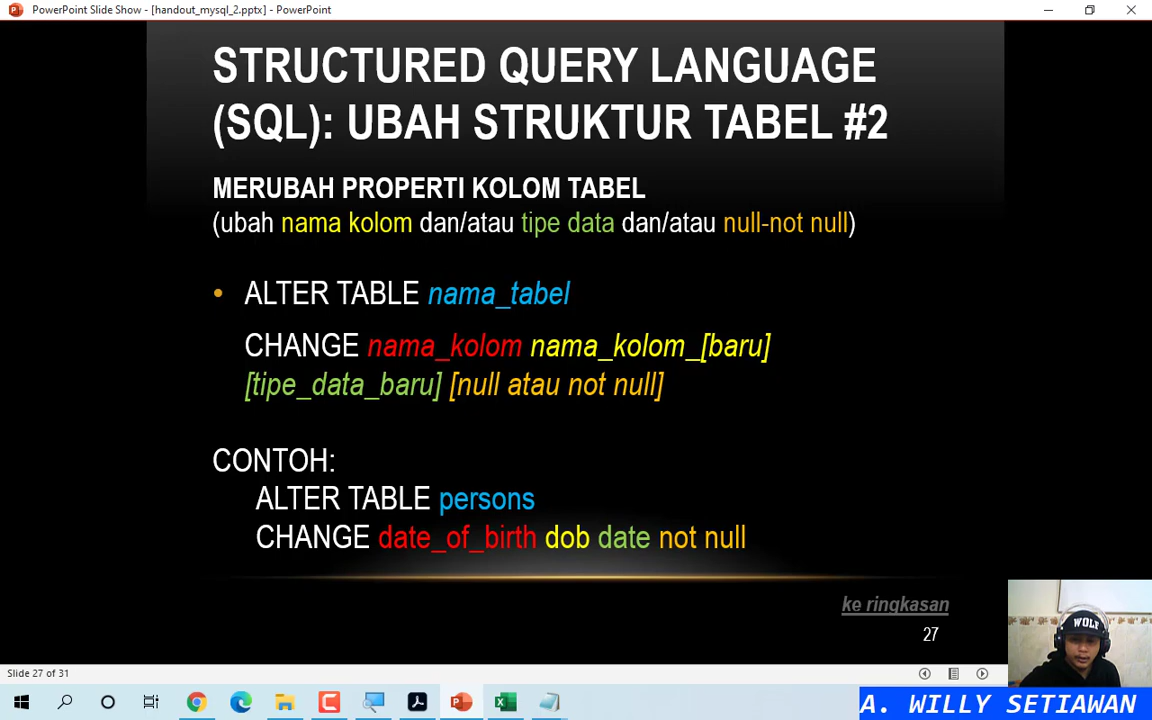 PowerPoint Slide Show - [handout_mysql_2.pptx] - PowerPoint
STRUCTURED QUERY LANGUAGE
(SQL): UBAH STRUKTUR TABEL #2
MERUBAH PROPERTI KOLOM TABEL
(ubah nama kolom dan/atau tipe data dan/atau null-not null)
• ALTER TABLE nama_tabel
CHANGE nama_kolom nama_kolom_[baru]
[tipe_data_baru] [null atau not null]
CONTOH:
ALTER TABLE persons
CHANGE date_of_birth dob date not null
ke ringkasan
27
WOLF
Slide 27 of 31
A. WILLY SETIAWAN